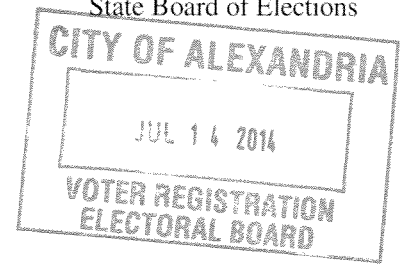 State Board of Elections
CITY OF ALEXANDRIA
JUL 14 2014
VOTER REGISTRATION
ELECTORAL BOARD